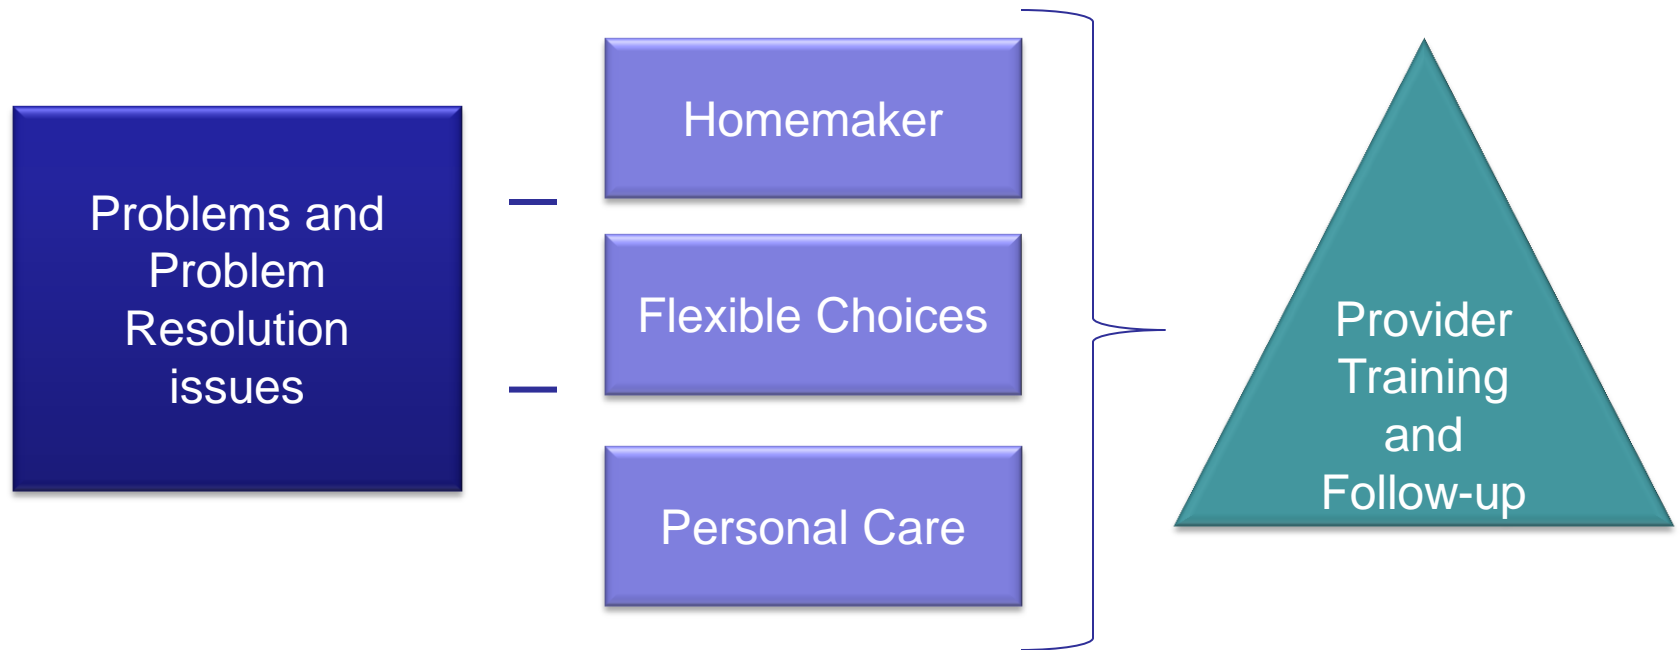 Problems and
Problem
Resolution
issues
Homemaker
Flexible Choices
Personal Care
Provider
Training
and
Follow-up